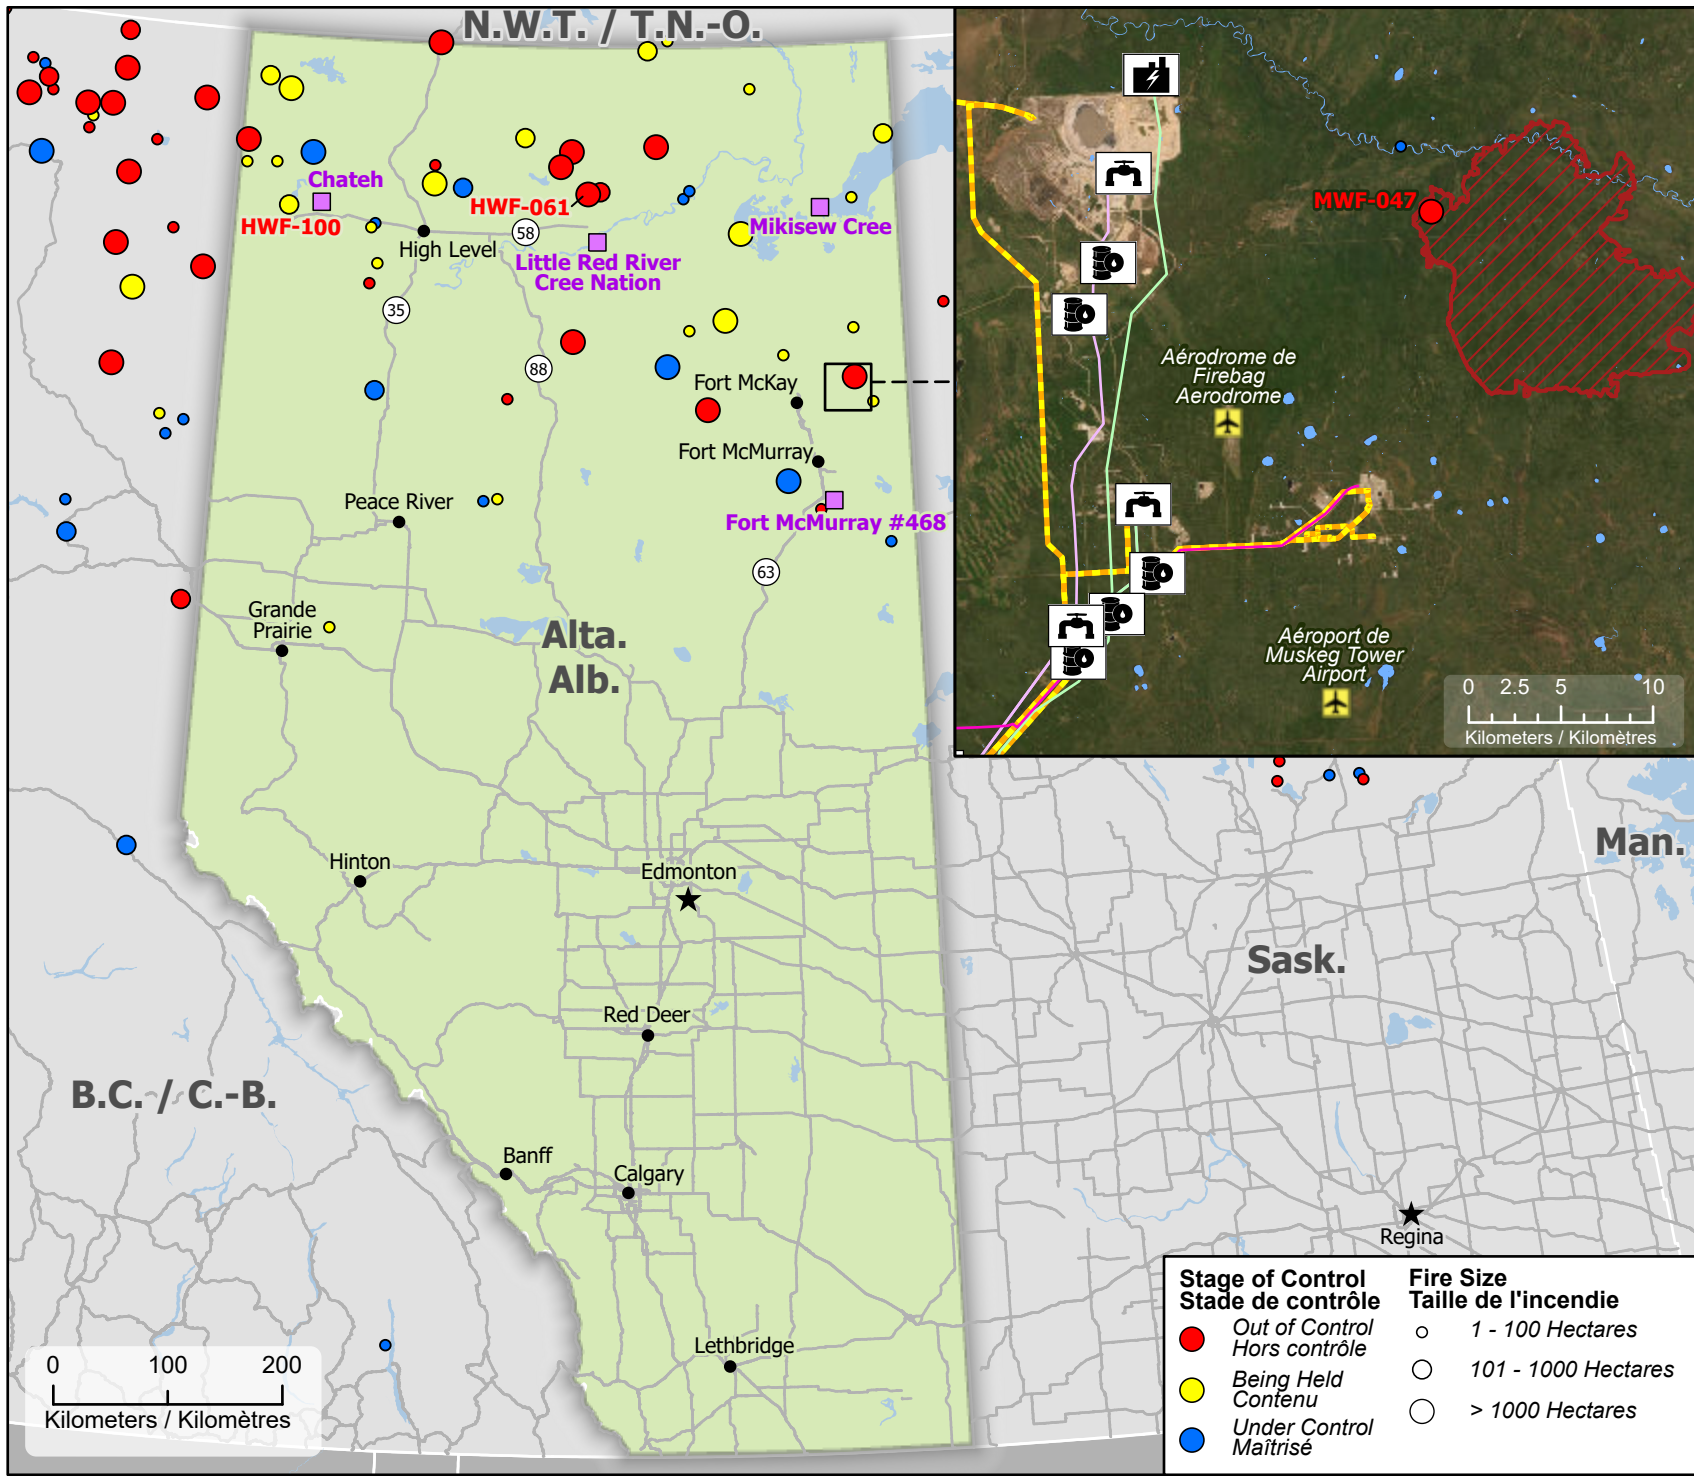 N.W.T. / T.N.-O.
Chateh
HWF-100
HWF-061
High Level
58
Little Red River
Cree Nation
Mikisew Cree
35
88
Fort McKay
Fort McMurray
Peace River
Fort McMurray #468
63
Grande
Prairie
Alta.
Alb.
Hinton
Edmonton
Red Deer
B.C. / C.-B.
Banff
Calgary
Lethbridge
0 100 200
Kilometers / Kilomètres
MWF-047
Aérodrome de
Firebag
Aerodrome
Aéroport de
Muskeg Tower
Airport
0 2.5 5 10
Kilometers / Kilomètres
Man.
Sask.
Regina
Stage of Control
Stade de contrôle
Out of Control
Hors contrôle
Being Held
Contenu
Under Control
Maîtrisé
Fire Size
Taille de l'incendie
1 - 100 Hectares
101 - 1000 Hectares
> 1000 Hectares